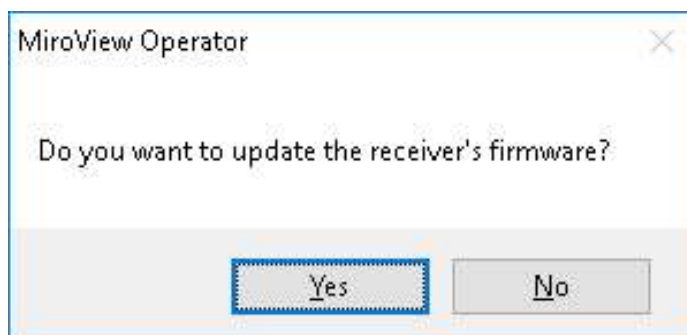 MiroView Operator
Do you want to update the receiver's firmware?
Yes
No